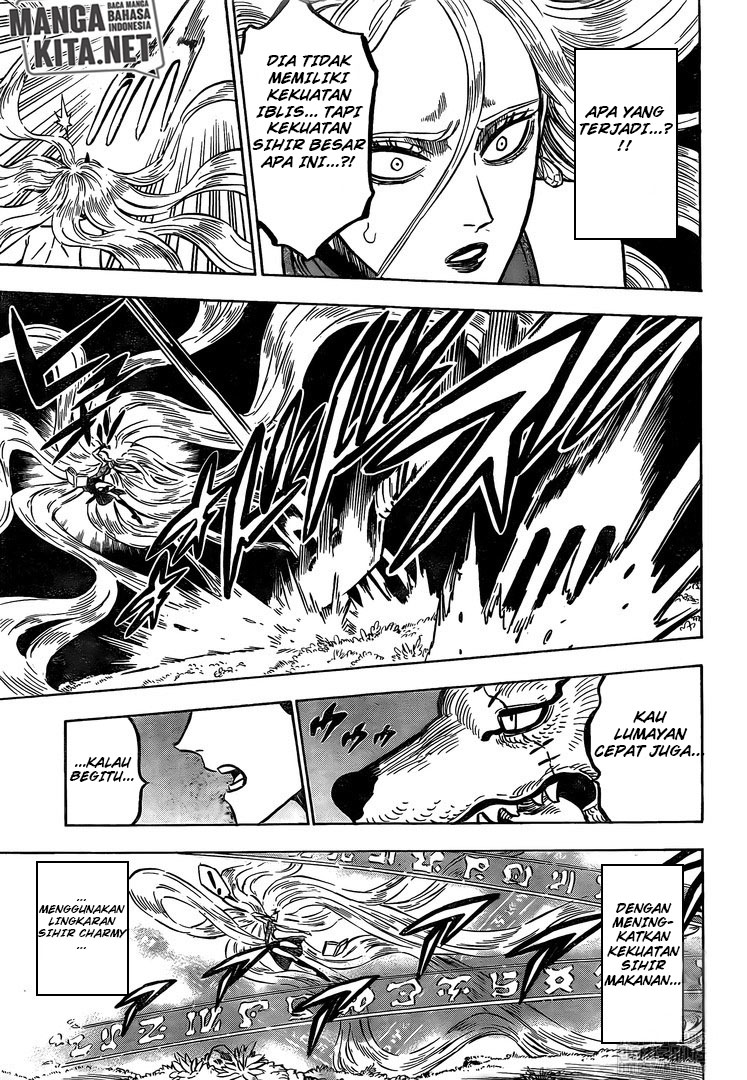 MANGA
KITA.NET
BACA MANGA
BAHASA
INDONESIA
APA YANG
TERJADI...?
!!
DIA TIDAK
MEMILIKI
KEKUATAN
IBLIS... TAPI
KEKUATAN
SIHIR BESAR
APA INI...?!
KAU
LUMAYAN
CEPAT JUGA...
...KALAU
BEGITU...
DENGAN
MENING-
KATKAN
KEKUATAN
SIHIR
MAKANAN...
...
MENGGUNAKAN
LINGKARAN
SIHIR CHARMY
...